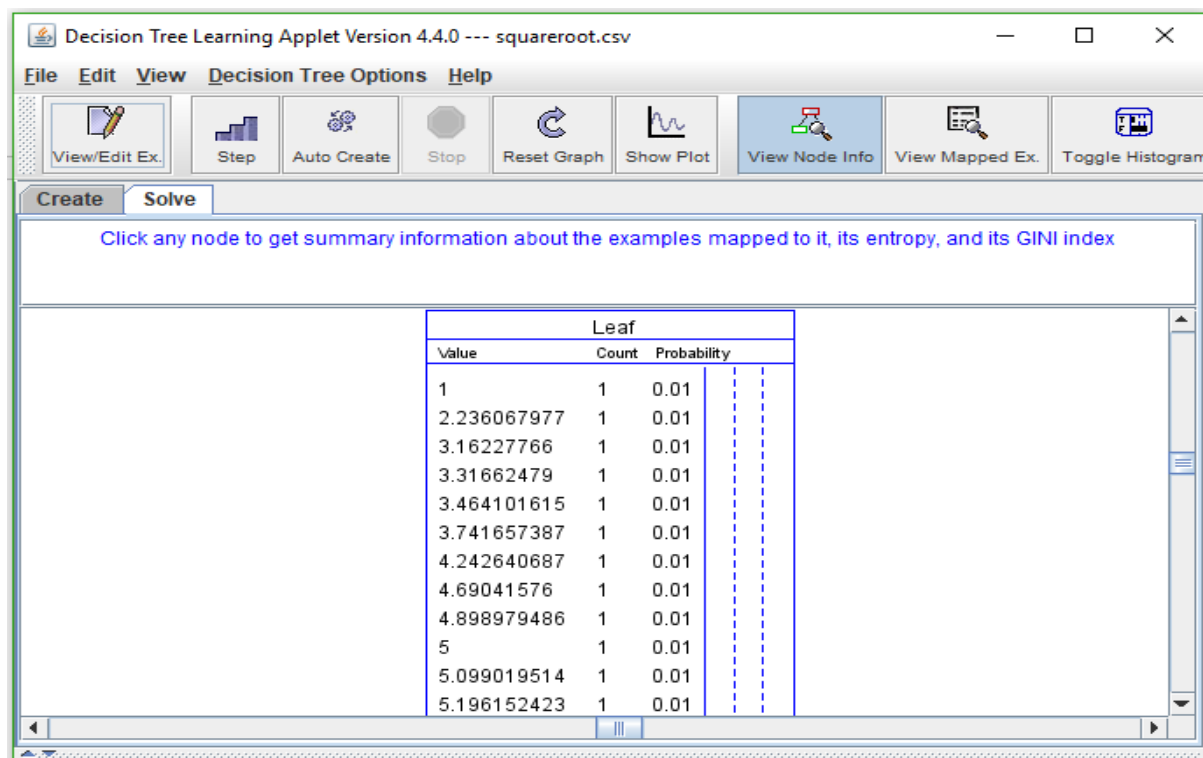 Decision Tree Learning Applet Version 4.4.0 --- squareroot.csv
File Edit View Decision Tree Options Help
View/Edit Ex. Step Auto Create Stop Reset Graph Show Plot View Node Info View Mapped Ex. Toggle Histogram
Create Solve
Click any node to get summary information about the examples mapped to it, its entropy, and its GINI index
Leaf
Value Count Probability
1 1 0.01
2.236067977 1 0.01
3.16227766 1 0.01
3.31662479 1 0.01
3.464101615 1 0.01
3.741657387 1 0.01
4.242640687 1 0.01
4.69041576 1 0.01
4.898979486 1 0.01
5 1 0.01
5.099019514 1 0.01
5.196152423 1 0.01